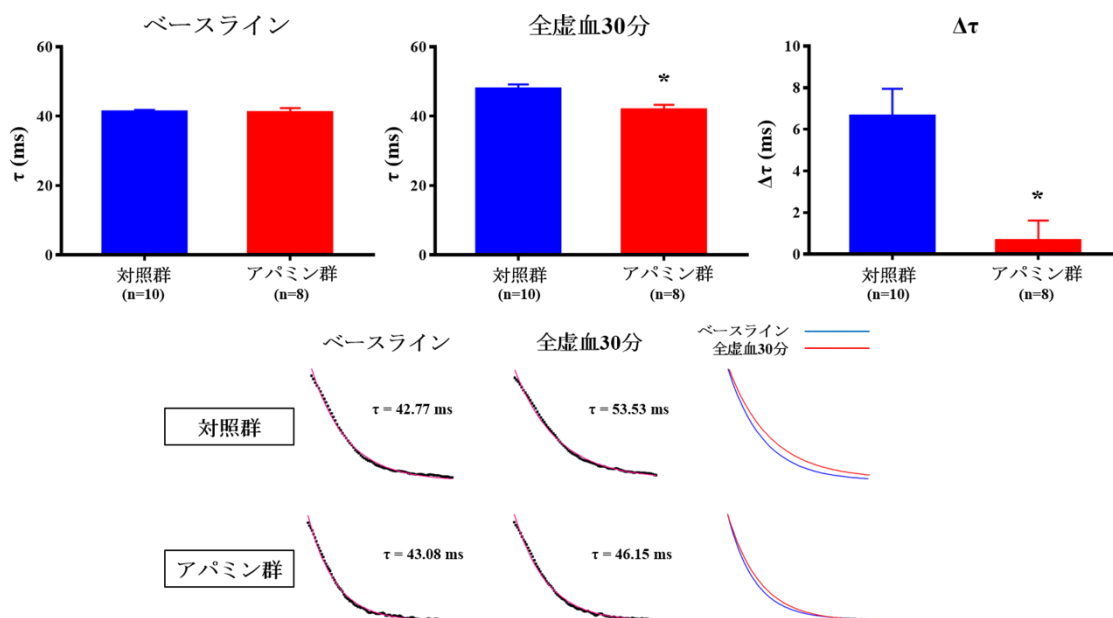 ベースライン
全虚血30分
Δτ
60
40
20
0
τ (ms)
対照群
(n=10)
アパミン群
(n=8)
60
40
20
0
τ (ms)
*
対照群
(n=10)
アパミン群
(n=8)
10
8
6
4
2
0
Δτ (ms)
*
対照群
(n=10)
アパミン群
(n=8)
ベースライン
全虚血30分
ベースライン
全虚血30分
対照群
τ = 42.77 ms
τ = 53.53 ms
アパミン群
τ = 43.08 ms
τ = 46.15 ms